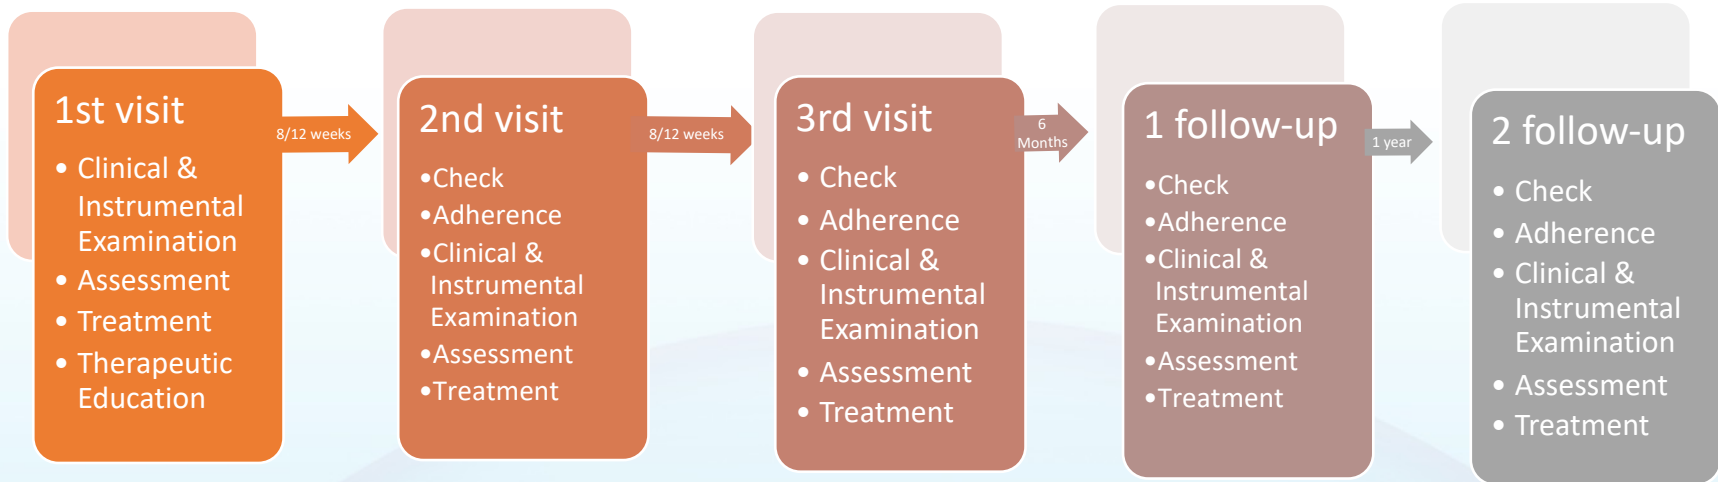 1st visit
• Clinical &
Instrumental
Examination
• Assessment
• Treatment
• Therapeutic
Education
8/12 weeks
2nd visit
•Check
•Adherence
•Clinical &
Instrumental
Examination
•Assessment
•Treatment
8/12 weeks
3rd visit
• Check
• Adherence
• Clinical &
Instrumental
Examination
• Assessment
• Treatment
6
Months
1 follow-up
•Check
•Adherence
•Clinical &
Instrumental
Examination
•Assessment
•Treatment
1 year
2 follow-up
• Check
• Adherence
• Clinical &
Instrumental
Examination
• Assessment
• Treatment